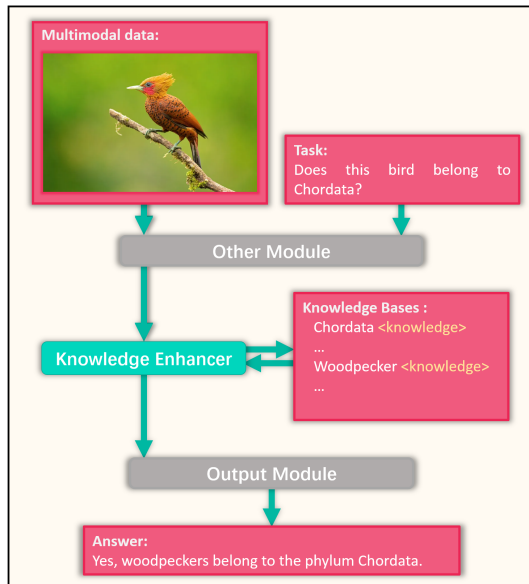 Multimodal data:
Task:
Does this bird belong to
Chordata?
Other Module
Knowledge Bases :
Chordata <knowledge>
...
Woodpecker <knowledge>
...
Knowledge Enhancer
Output Module
Answer:
Yes, woodpeckers belong to the phylum Chordata.